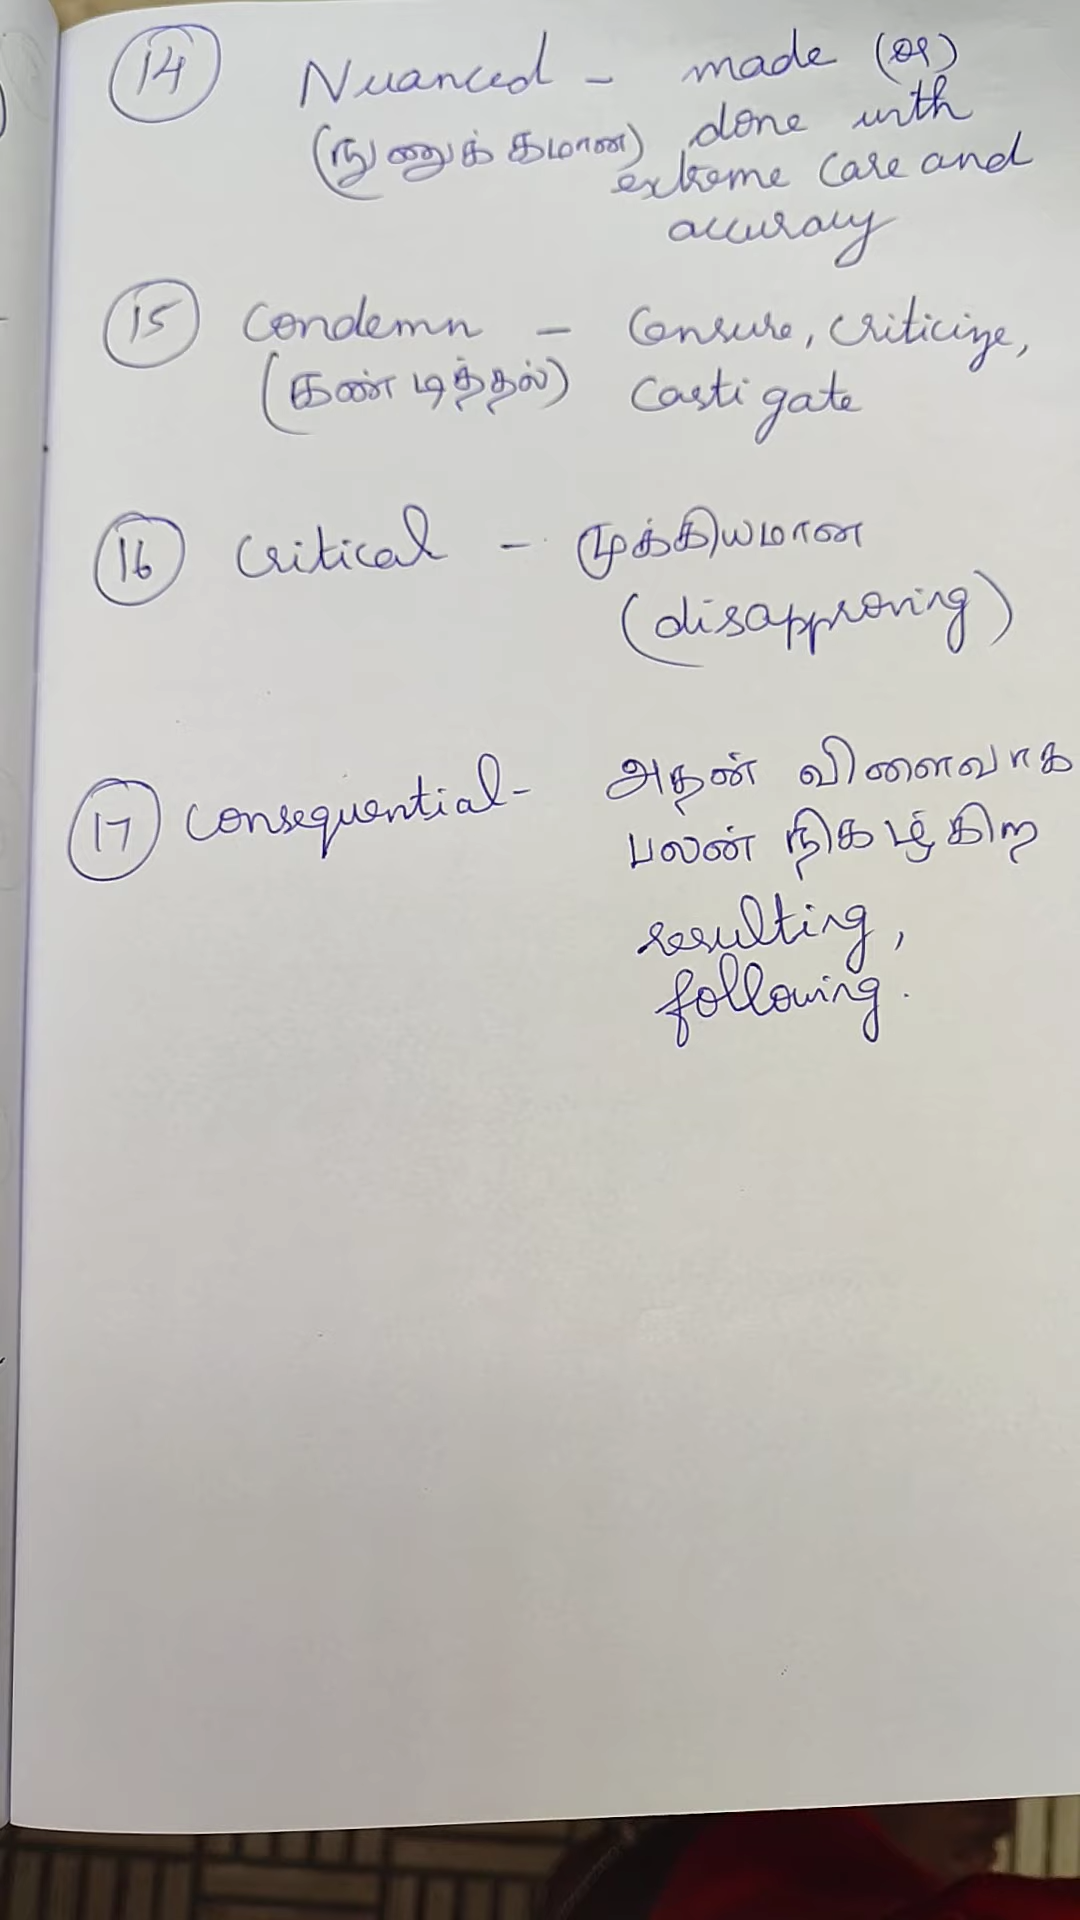 14 Nuanced - made (or)
(நுணுக்கமான) done with
extreme care and
accuracy
15 Condemn - Censure, Criticize,
(கண்டித்தல்) Castigate
16 Critical - முக்கியமான
(disapproving)
17 Consequential - அதன் விளைவாக
பலன் நிகழ்கிற
resulting,
following.